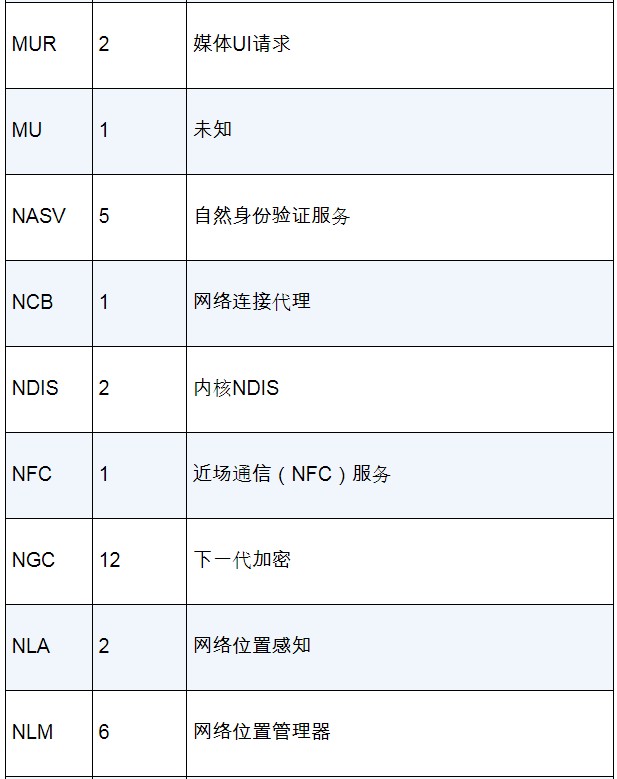 MUR 2 媒体UI请求
MU 1 未知
NASV 5 自然身份验证服务
NCB 1 网络连接代理
NDIS 2 内核NDIS
NFC 1 近场通信（NFC）服务
NGC 12 下一代加密
NLA 2 网络位置感知
NLM 6 网络位置管理器